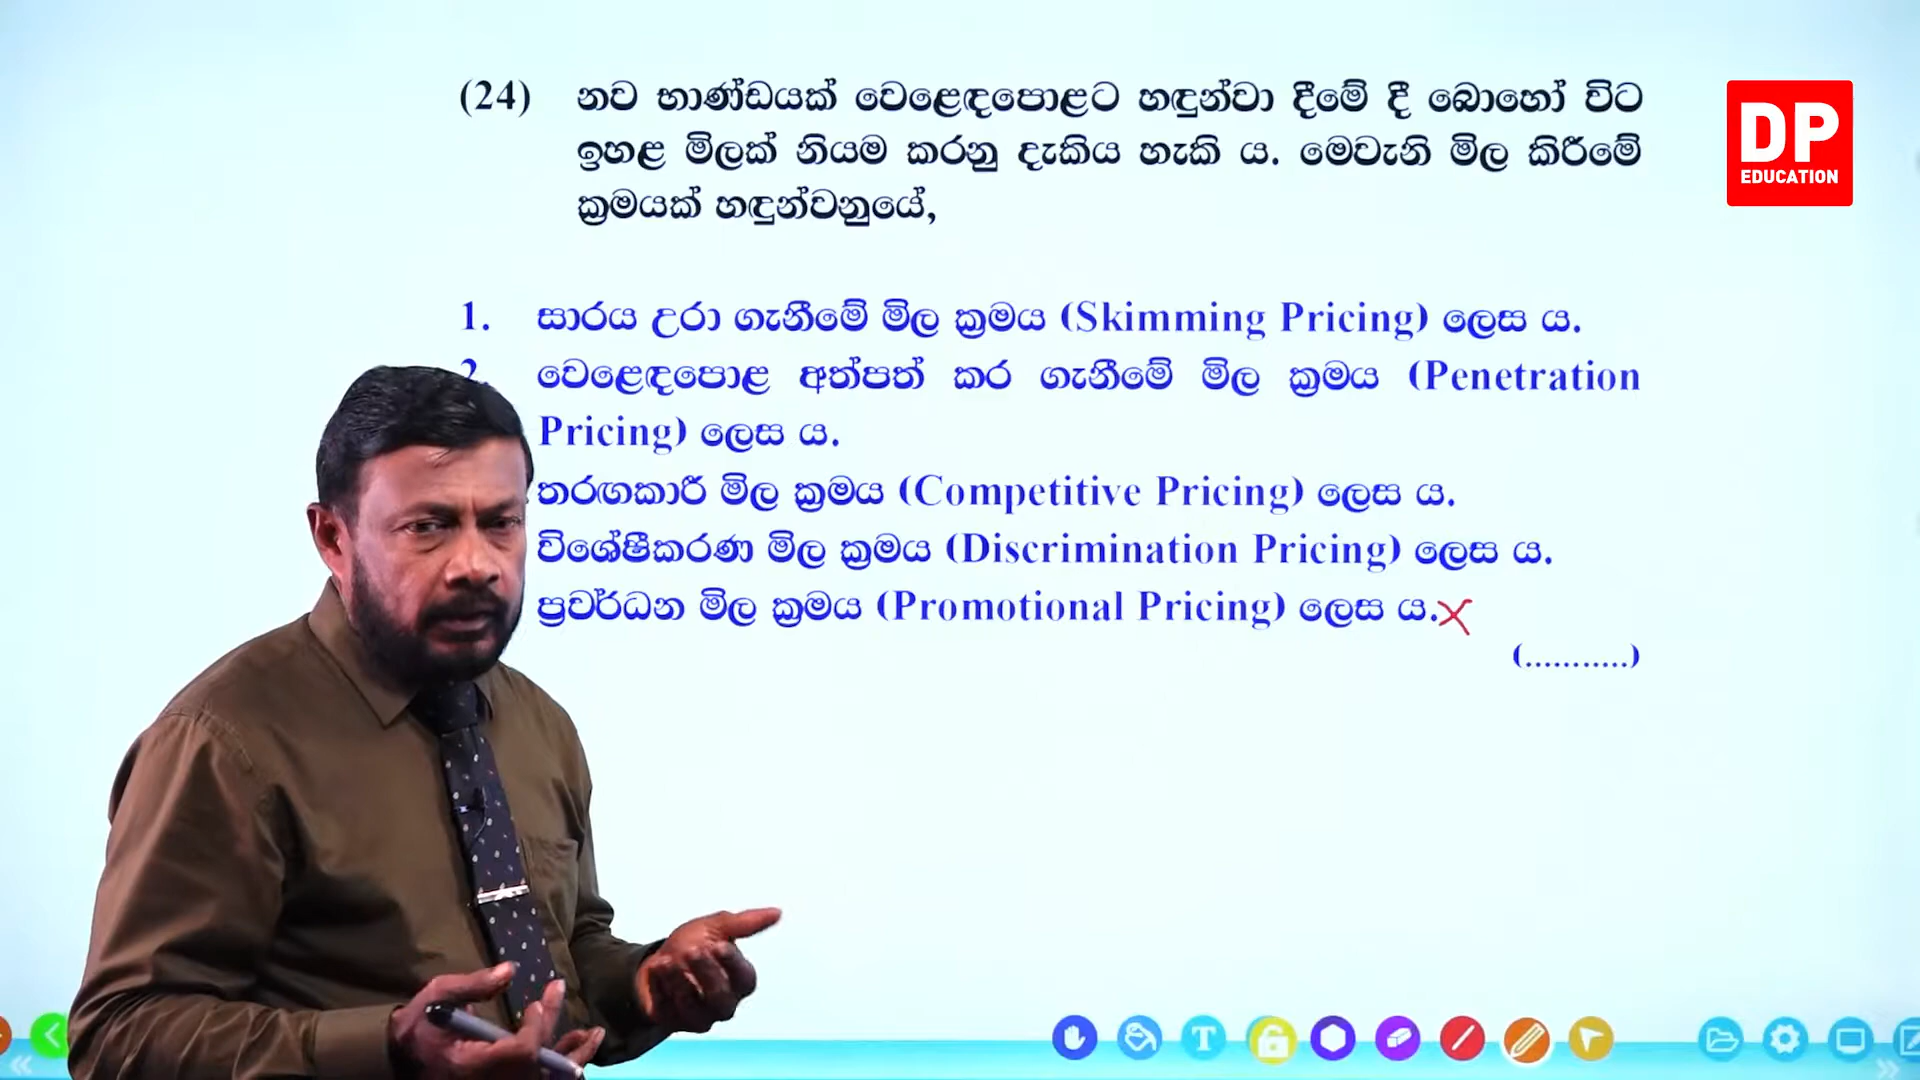 (24) නව භාණ්ඩයක් වෙළෙඳපොළට හඳුන්වා දීමේ දී බොහෝ විට
ඉහළ මිලක් නියම කරනු දැකිය හැකි ය. මෙවැනි මිල කිරීමේ
ක්‍රමයක් හඳුන්වනුයේ,
DP
EDUCATION
1. සාරය උරා ගැනීමේ මිල ක්‍රමය (Skimming Pricing) ලෙස ය.
2. වෙළෙඳපොළ අත්පත් කර ගැනීමේ මිල ක්‍රමය (Penetration
Pricing) ලෙස ය.
තරඟකාරී මිල ක්‍රමය (Competitive Pricing) ලෙස ය.
විශේෂීකරණ මිල ක්‍රමය (Discrimination Pricing) ලෙස ය.
ප්‍රවර්ධන මිල ක්‍රමය (Promotional Pricing) ලෙස ය.
(...........)